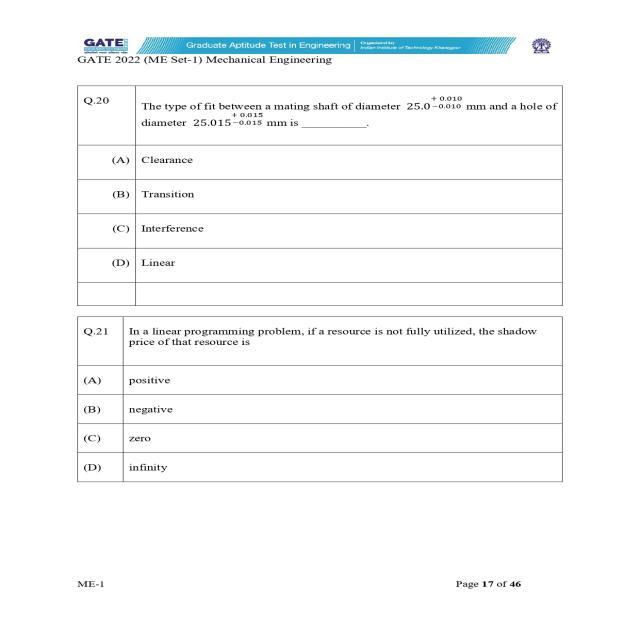 GATE
Graduate Aptitude Test in Engineering
Organized by
Indian Institute of Technology Kharagpur
GATE 2022 (ME Set-1) Mechanical Engineering
Q.20
The type of fit between a mating shaft of diameter 25.0 +0.010 −0.010 mm and a hole of
diameter 25.015 +0.015 −0.015 mm is __________.
(A) Clearance
(B) Transition
(C) Interference
(D) Linear
Q.21
In a linear programming problem, if a resource is not fully utilized, the shadow
price of that resource is
(A) positive
(B) negative
(C) zero
(D) infinity
ME-1
Page 17 of 46